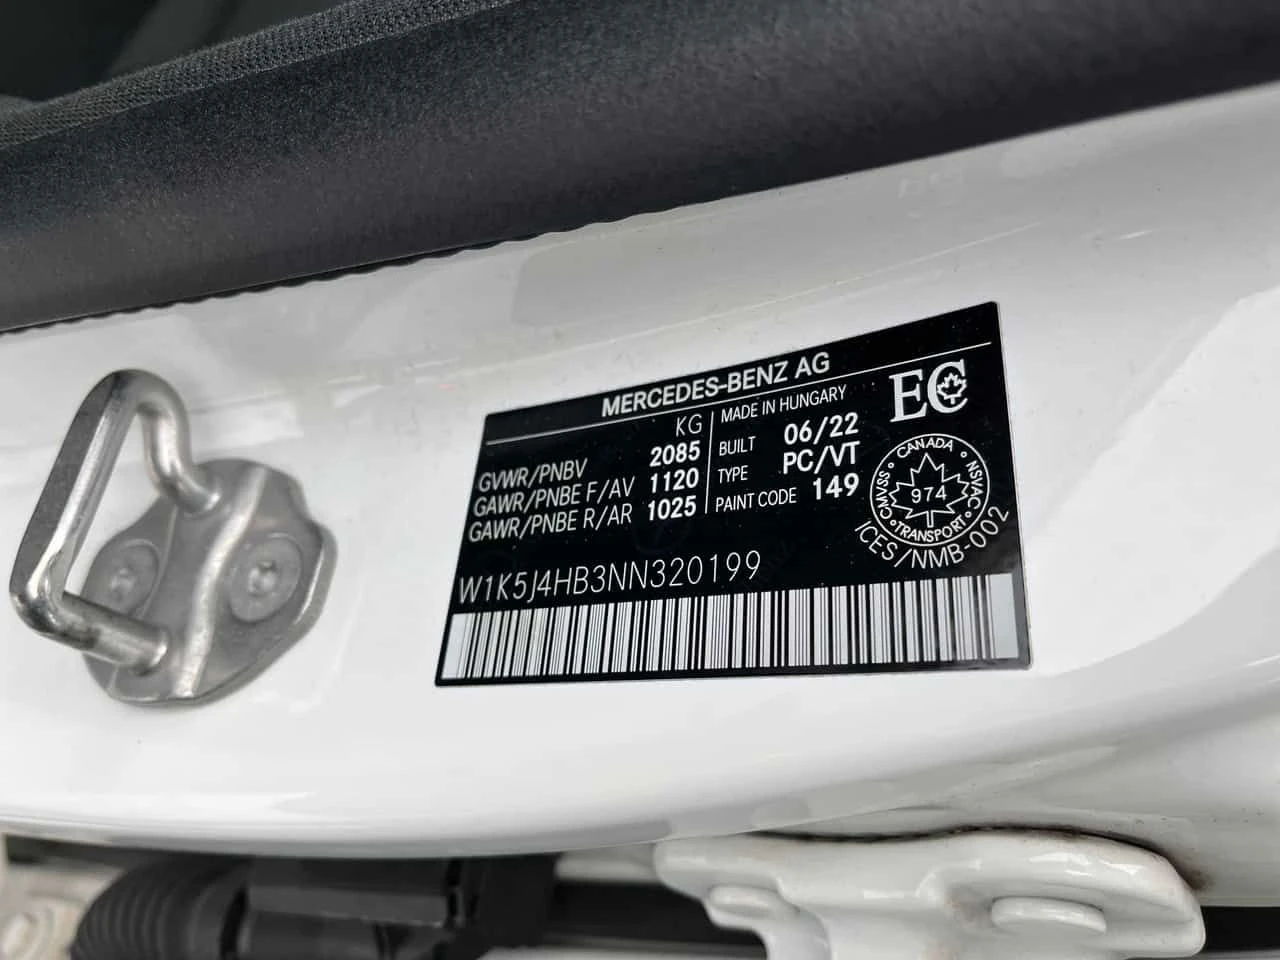 MERCEDES-BENZ AG
KG
GVWR/PNBV 2085
GAWR/PNBE F/AV 1120
GAWR/PNBE R/AR 1025
MADE IN HUNGARY
BUILT 06/22
TYPE PC/VT
PAINT CODE 149
EC
CANADA
CMVSS NSVAC
974
TRANSPORT
ICES/NMB-002
W1K5J4HB3NN320199